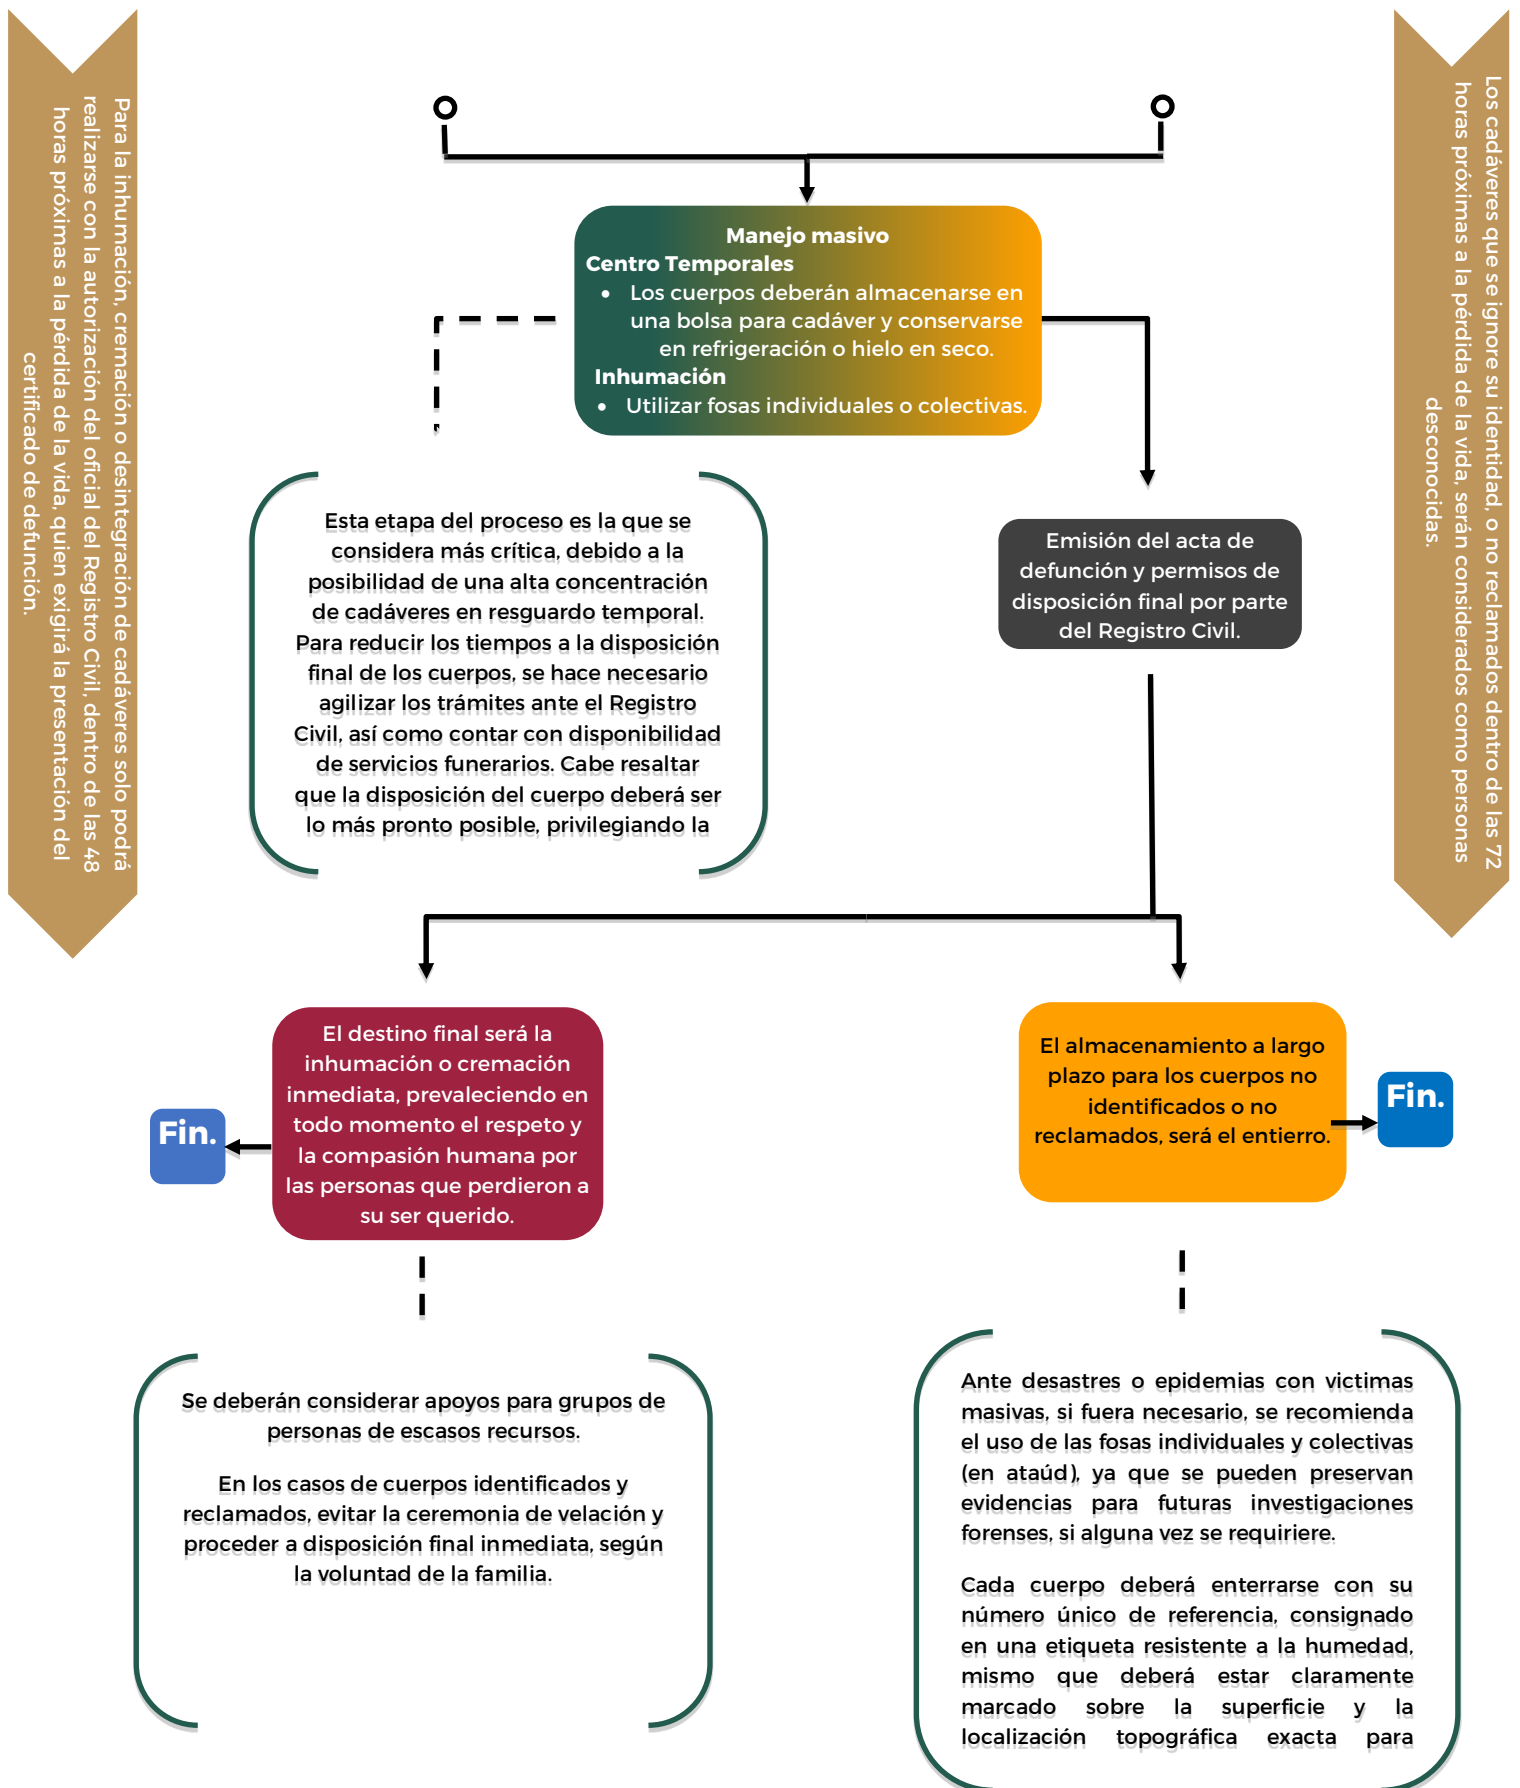 Para la inhumación, cremación o desintegración de cadáveres solo podrá
realizarse con la autorización del oficial del Registro Civil, dentro de las 48
horas próximas a la pérdida de la vida, quien exigirá la presentación del
certificado de defunción.
Los cadáveres que se ignore su identidad, o no reclamados dentro de las 72
horas próximas a la pérdida de la vida, serán considerados como personas
desconocidas.
Manejo masivo
Centro Temporales
• Los cuerpos deberán almacenarse en
una bolsa para cadáver y conservarse
en refrigeración o hielo en seco.
Inhumación
• Utilizar fosas individuales o colectivas.
Esta etapa del proceso es la que se
considera más crítica, debido a la
posibilidad de una alta concentración
de cadáveres en resguardo temporal.
Para reducir los tiempos a la disposición
final de los cuerpos, se hace necesario
agilizar los trámites ante el Registro
Civil, así como contar con disponibilidad
de servicios funerarios. Cabe resaltar
que la disposición del cuerpo deberá ser
lo más pronto posible, privilegiando la
Emisión del acta de
defunción y permisos de
disposición final por parte
del Registro Civil.
El destino final será la
inhumación o cremación
inmediata, prevaleciendo en
todo momento el respeto y
la compasión humana por
las personas que perdieron a
su ser querido.
Fin.
El almacenamiento a largo
plazo para los cuerpos no
identificados o no
reclamados, será el entierro.
Fin.
Se deberán considerar apoyos para grupos de
personas de escasos recursos.
En los casos de cuerpos identificados y
reclamados, evitar la ceremonia de velación y
proceder a disposición final inmediata, según
la voluntad de la familia.
Ante desastres o epidemias con victimas
masivas, si fuera necesario, se recomienda
el uso de las fosas individuales y colectivas
(en ataúd), ya que se pueden preservan
evidencias para futuras investigaciones
forenses, si alguna vez se requiriere.
Cada cuerpo deberá enterrarse con su
número único de referencia, consignado
en una etiqueta resistente a la humedad,
mismo que deberá estar claramente
marcado sobre la superficie y la
localización topográfica exacta para